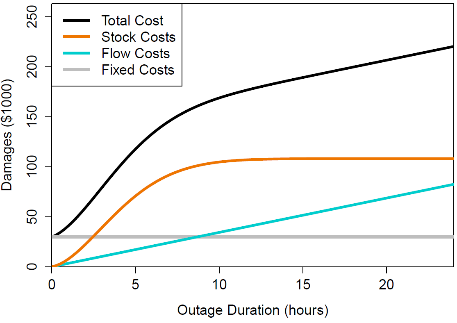 Total Cost
Stock Costs
Flow Costs
Fixed Costs
Damages ($1000)
250
200
150
100
50
0
0 5 10 15 20
Outage Duration (hours)